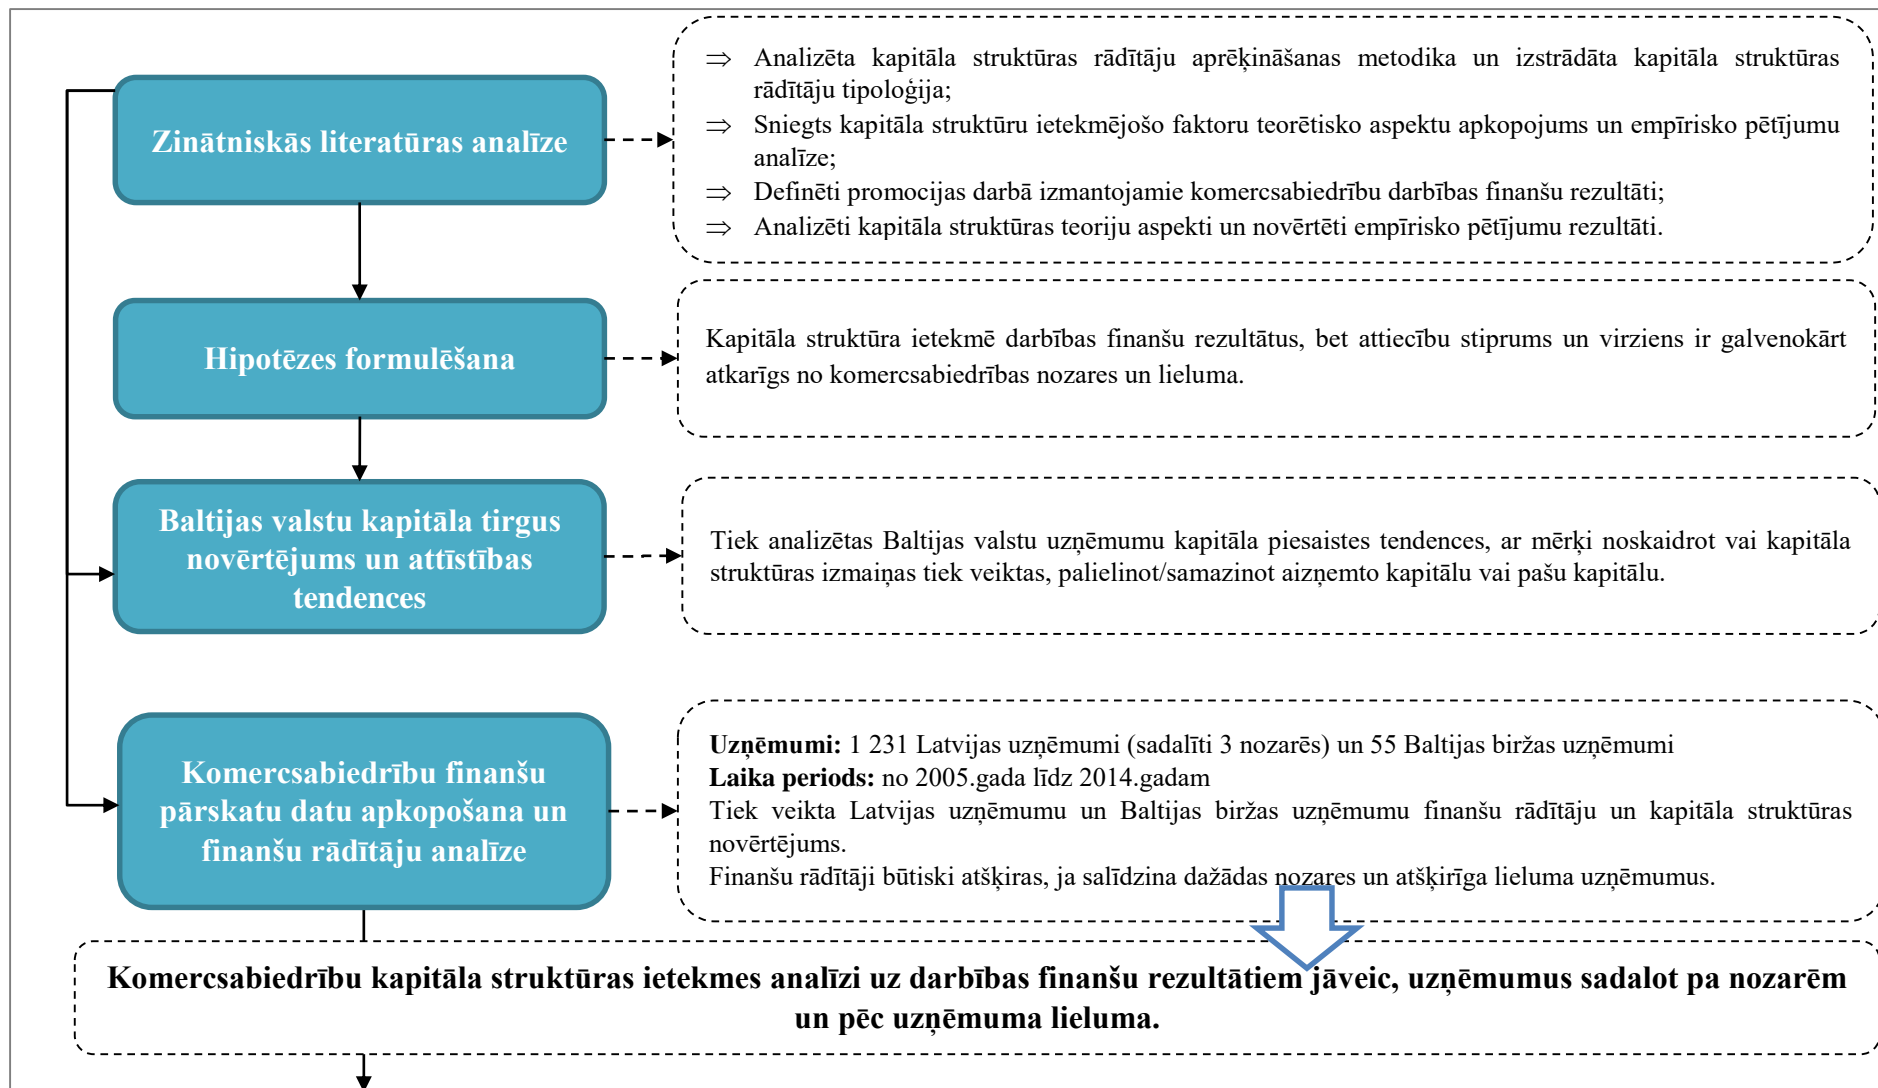 Zinātniskās literatūras analīze
⇒ Analizēta kapitāla struktūras rādītāju aprēķināšanas metodika un izstrādāta kapitāla struktūras
rādītāju tipoloģija;
⇒ Sniegts kapitāla struktūru ietekmējošo faktoru teorētisko aspektu apkopojums un empīrisko pētījumu
analīze;
⇒ Definēti promocijas darbā izmantojamie komercsabiedrību darbības finanšu rezultāti;
⇒ Analizēti kapitāla struktūras teoriju aspekti un novērtēti empīrisko pētījumu rezultāti.
Hipotēzes formulēšana
Kapitāla struktūra ietekmē darbības finanšu rezultātus, bet attiecību stiprums un virziens ir galvenokārt
atkarīgs no komercsabiedrības nozares un lieluma.
Baltijas valstu kapitāla tirgus
novērtējums un attīstības
tendences
Tiek analizētas Baltijas valstu uzņēmumu kapitāla piesaistes tendences, ar mērķi noskaidrot vai kapitāla
struktūras izmaiņas tiek veiktas, palielinot/samazinot aizņemto kapitālu vai pašu kapitālu.
Komercsabiedrību finanšu
pārskatu datu apkopošana un
finanšu rādītāju analīze
Uzņēmumi: 1 231 Latvijas uzņēmumi (sadalīti 3 nozarēs) un 55 Baltijas biržas uzņēmumi
Laika periods: no 2005.gada līdz 2014.gadam
Tiek veikta Latvijas uzņēmumu un Baltijas biržas uzņēmumu finanšu rādītāju un kapitāla struktūras
novērtējums.
Finanšu rādītāji būtiski atšķiras, ja salīdzina dažādas nozares un atšķirīga lieluma uzņēmumus.
Komercsabiedrību kapitāla struktūras ietekmes analīzi uz darbības finanšu rezultātiem jāveic, uzņēmumus sadalot pa nozarēm
un pēc uzņēmuma lieluma.